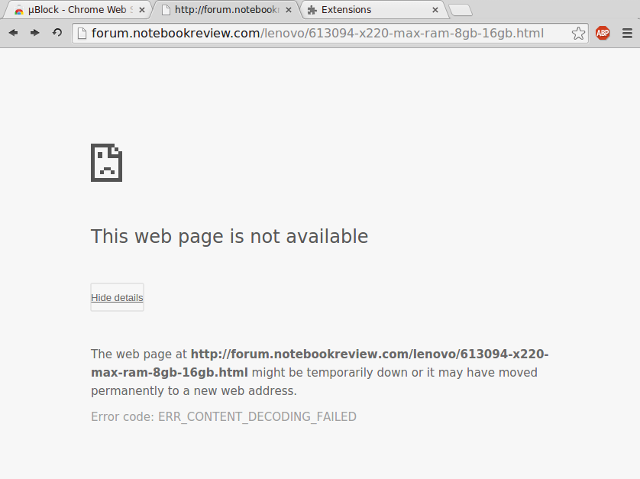 µBlock - Chrome Web S
http://forum.notebookr
Extensions
forum.notebookreview.com/lenovo/613094-x220-max-ram-8gb-16gb.html
ABP
This web page is not available
Hide details
The web page at http://forum.notebookreview.com/lenovo/613094-x220-
max-ram-8gb-16gb.html might be temporarily down or it may have moved
permanently to a new web address.
Error code: ERR_CONTENT_DECODING_FAILED